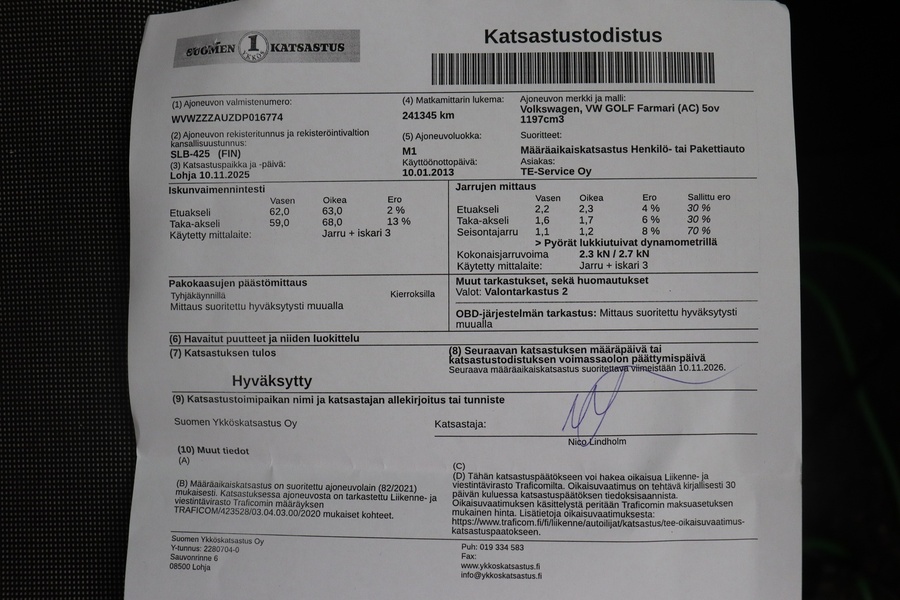 SUOMEN 1 YKKÖS KATSASTUS
Katsastustodistus
(1) Ajoneuvon valmistenumero:
WVWZZZAUZDP016774
(4) Matkamittarin lukema:
241345 km
Ajoneuvon merkki ja malli:
Volkswagen, VW GOLF Farmari (AC) 5ov
1197cm3
(2) Ajoneuvon rekisteritunnus ja rekisteröintivaltion
kansallisuustunnus:
SLB-425 (FIN)
(5) Ajoneuvoluokka:
M1
Suoritteet:
Määräaikaiskatsastus Henkilö- tai Pakettiauto
(3) Katsastuspaikka ja -päivä:
Lohja 10.11.2025
Käyttöönottopäivä:
10.01.2013
Asiakas:
TE-Service Oy
Iskunvaimennintesti
Vasen Oikea Ero
Etuakseli 62,0 63,0 2 %
Taka-akseli 59,0 68,0 13 %
Käytetty mittalaite: Jarru + iskari 3
Jarrujen mittaus
Vasen Oikea Ero Sallittu ero
Etuakseli 2,2 2,3 4 % 30 %
Taka-akseli 1,6 1,7 6 % 30 %
Seisontajarru 1,1 1,2 8 % 70 %
> Pyörät lukkiutuivat dynamometrillä
Kokonaisjarruvoima 2.3 kN / 2.7 kN
Käytetty mittalaite: Jarru + iskari 3
Pakokaasujen päästömittaus
Tyhjäkäynnillä Kierroksilla
Mittaus suoritettu hyväksytysti muualla
Muut tarkastukset, sekä huomautukset
Valot: Valontarkastus 2
OBD-järjestelmän tarkastus: Mittaus suoritettu hyväksytysti
muualla
(6) Havaitut puutteet ja niiden luokittelu
(7) Katsastuksen tulos
Hyväksytty
(8) Seuraavan katsastuksen määräpäivä tai
katsastustodistuksen voimassaolon päättymispäivä
Seuraava määräaikaiskatsastus suoritettava viimeistään 10.11.2026.
(9) Katsastustoimipaikan nimi ja katsastajan allekirjoitus tai tunniste
Suomen Ykköskatsastus Oy
Katsastaja:
Nico Lindholm
(10) Muut tiedot
(A)
(B) Määräaikaiskatsastus on suoritettu ajoneuvolain (82/2021)
mukaisesti. Katsastuksessa ajoneuvosta on tarkastettu Liikenne- ja
viestintävirasto Traficomin määräyksen
TRAFICOM/423528/03.04.03.00/2020 mukaiset kohteet.
(C)
(D) Tähän katsastuspäätökseen voi hakea oikaisua Liikenne- ja
viestintävirasto Traficomilta. Oikaisuvaatimus on tehtävä kirjallisesti 30
päivän kuluessa katsastuspäätöksen tiedoksisaannista.
Oikaisuvaatimuksen käsittelystä peritään Traficomin maksuasetuksen
mukainen hinta. Lisätietoja oikaisuvaatimuksesta:
https://www.traficom.fi/fi/liikenne/autoilijat/katsastus/tee-oikaisuvaatimus-
katsastuspaatokseen.
Suomen Ykköskatsastus Oy
Y-tunnus: 2280704-0
Sauvonrinne 6
08500 Lohja
Puh: 019 334 583
Fax:
www.ykkoskatsastus.fi
info@ykkoskatsastus.fi